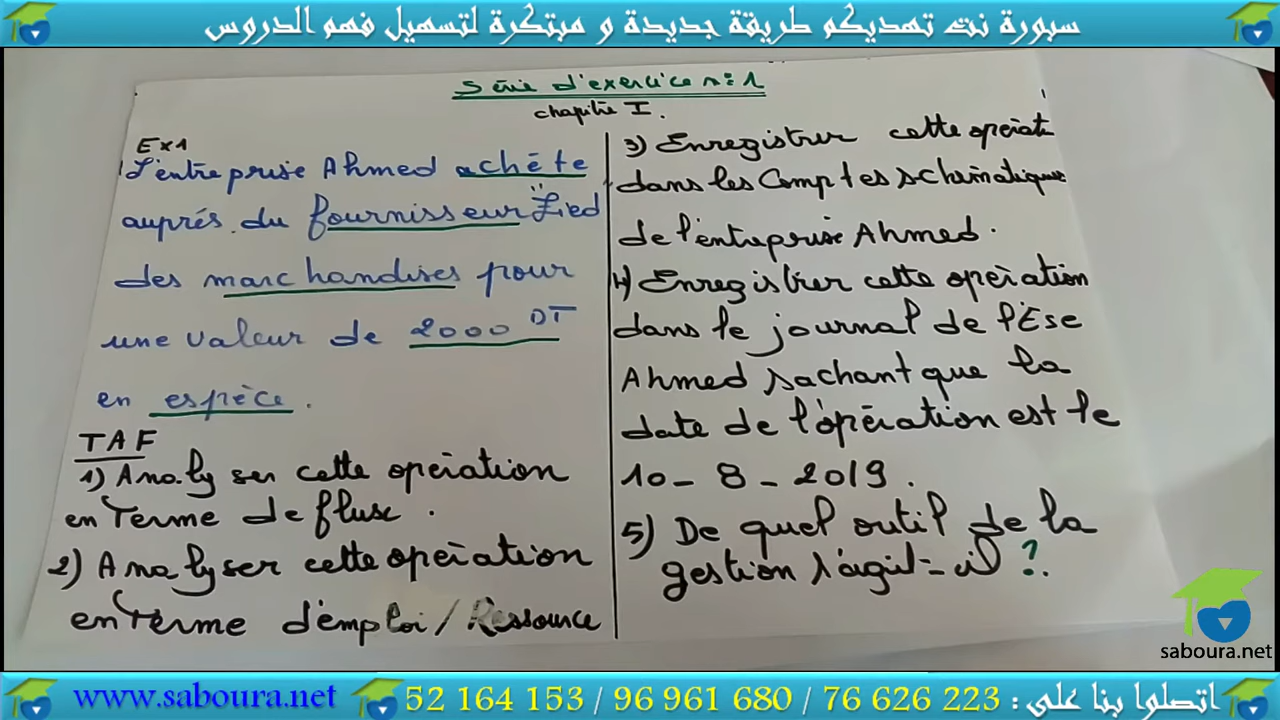 سبورة نت تهديكم طريقة جديدة و مبتكرة لتسهيل فهم الدروس
Série d'exercice n:1
chapitre I.
Ex1
L'entreprise Ahmed achète
auprés du fournisseur "Zied
des marchandises pour
une valeur de 2000 DT
en espèce.
TAF
1) Analyser cette opération
en Terme de flux.
2) Analyser cette opération
en Terme d'emploi/Ressource
3) Enregistrer cette opérat
dans les Comptes schématiques
de l'entreprise Ahmed.
4) Enregistrer cette opération
dans le journal de l'Ese
Ahmed sachant que la
date de l'opération est le
10-8-2019.
5) De quel outil de la
gestion s'agit-il ?.
saboura.net
www.saboura.net
اتصلوا بنا على : 52 164 153 / 96 961 680 / 76 626 223